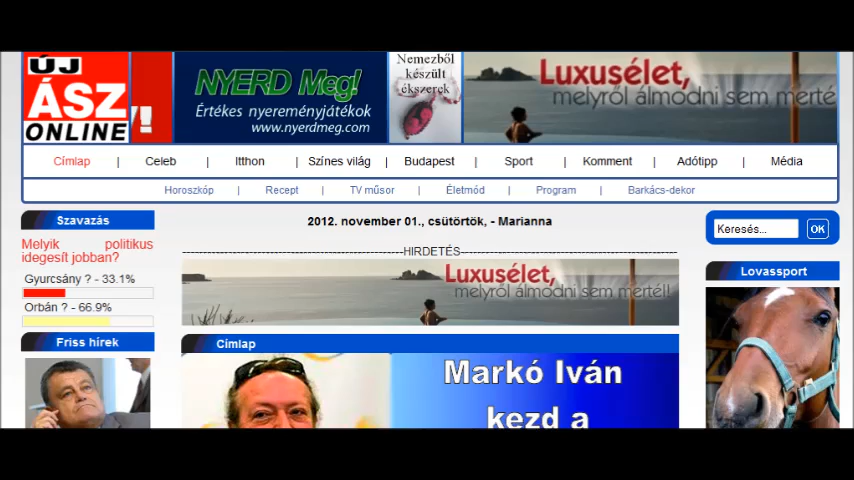 ÚJ
ÁSZ
ONLINE
y!
NYERD Meg!
Értékes nyereményjátékok
www.nyerdmeg.com
Nemezből
készült
ékszerek
Luxusélet,
melyről álmodni sem merté
Címlap | Celeb | Itthon | Színes világ | Budapest | Sport | Komment | Adótipp | Média
Horoszkóp | Recept | TV műsor | Életmód | Program | Barkács-dekor
Szavazás
Melyik politikus
idegesít jobban?
Gyurcsány ? - 33.1%
Orbán ? - 66.9%
Friss hírek
2012. november 01., csütörtök, - Marianna
HIRDETÉS
Luxusélet,
melyről álmodni sem mertél!
Címlap
Markó Iván
kezd a
Keresés... OK
Lovassport